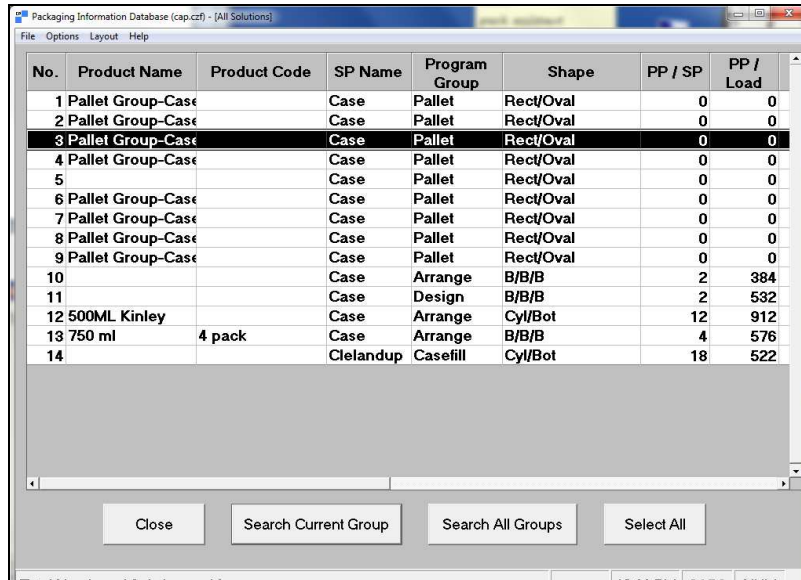 Packaging Information Database (cap.czf) - [All Solutions]
File Options Layout Help
No. Product Name Product Code SP Name Program Group Shape PP / SP PP / Load
1 Pallet Group-Case Case Pallet Rect/Oval 0 0
2 Pallet Group-Case Case Pallet Rect/Oval 0 0
3 Pallet Group-Case Case Pallet Rect/Oval 0 0
4 Pallet Group-Case Case Pallet Rect/Oval 0 0
5 Case Pallet Rect/Oval 0 0
6 Pallet Group-Case Case Pallet Rect/Oval 0 0
7 Pallet Group-Case Case Pallet Rect/Oval 0 0
8 Pallet Group-Case Case Pallet Rect/Oval 0 0
9 Pallet Group-Case Case Pallet Rect/Oval 0 0
10 Case Arrange B/B/B 2 384
11 Case Design B/B/B 2 532
12 500ML Kinley Case Arrange Cyl/Bot 12 912
13 750 ml 4 pack Case Arrange B/B/B 4 576
14 Clelandup Casefill Cyl/Bot 18 522
Close Search Current Group Search All Groups Select All